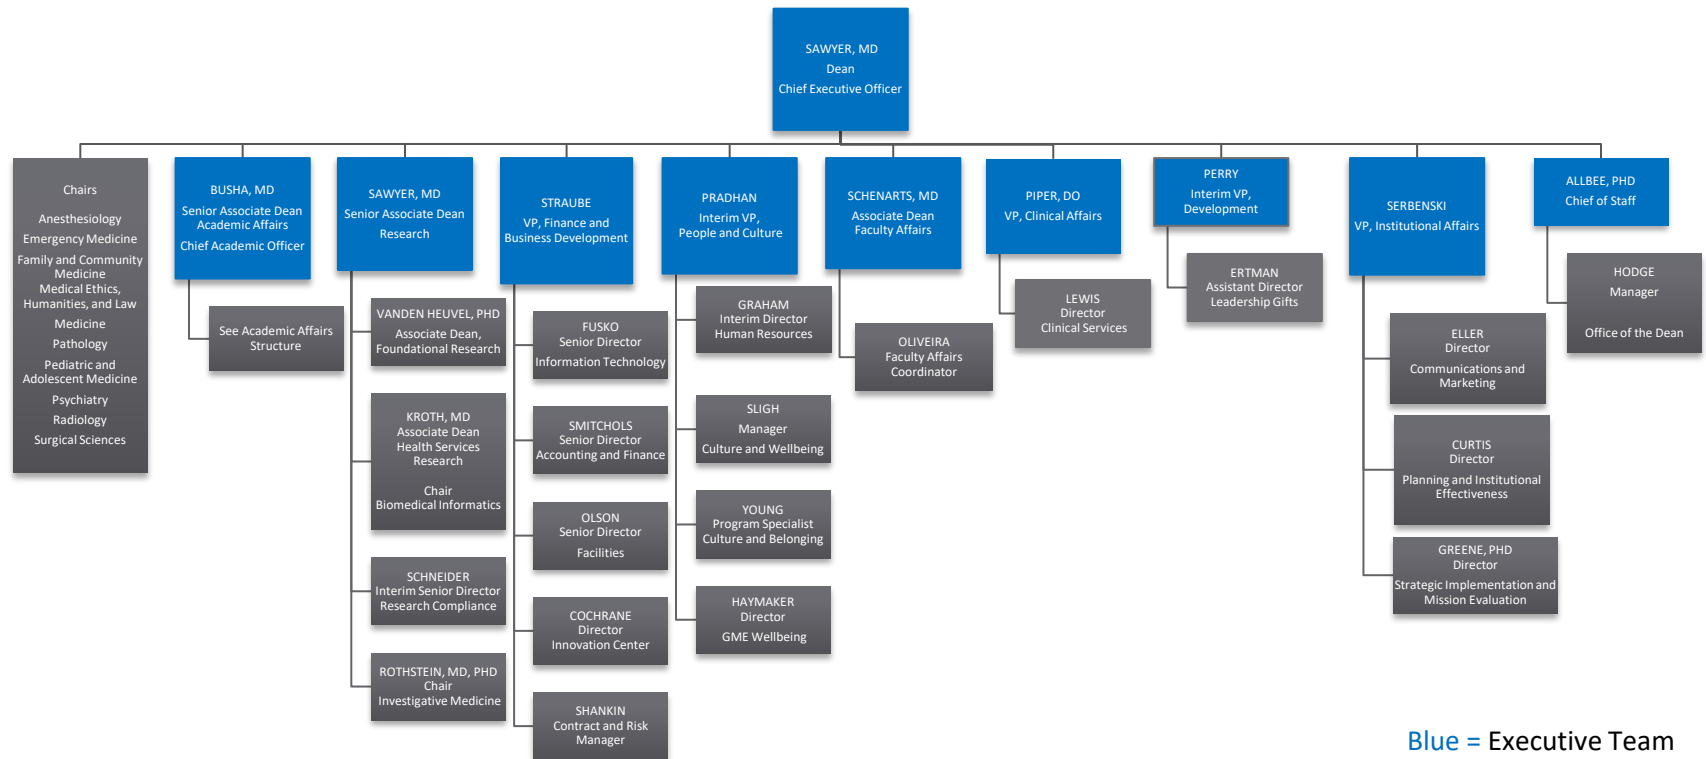 SAWYER, MD
Dean
Chief Executive Officer
Chairs
Anesthesiology
Emergency Medicine
Family and Community
Medicine
Medical Ethics,
Humanities, and Law
Medicine
Pathology
Pediatric and
Adolescent Medicine
Psychiatry
Radiology
Surgical Sciences
BUSHA, MD
Senior Associate Dean
Academic Affairs
Chief Academic Officer
See Academic Affairs
Structure
SAWYER, MD
Senior Associate Dean
Research
VANDEN HEUVEL, PHD
Associate Dean,
Foundational Research
KROTH, MD
Associate Dean
Health Services
Research
Chair
Biomedical Informatics
SCHNEIDER
Interim Senior Director
Research Compliance
ROTHSTEIN, MD, PHD
Chair
Investigative Medicine
STRAUBE
VP, Finance and
Business Development
FUSKO
Senior Director
Information Technology
SMITCHOLS
Senior Director
Accounting and Finance
OLSON
Senior Director
Facilities
COCHRANE
Director
Innovation Center
SHANKIN
Contract and Risk
Manager
PRADHAN
Interim VP,
People and Culture
GRAHAM
Interim Director
Human Resources
SLIGH
Manager
Culture and Wellbeing
YOUNG
Program Specialist
Culture and Belonging
HAYMAKER
Director
GME Wellbeing
SCHENARTS, MD
Associate Dean
Faculty Affairs
OLIVEIRA
Faculty Affairs
Coordinator
PIPER, DO
VP, Clinical Affairs
LEWIS
Director
Clinical Services
PERRY
Interim VP,
Development
ERTMAN
Assistant Director
Leadership Gifts
SERBENSKI
VP, Institutional Affairs
ELLER
Director
Communications and
Marketing
CURTIS
Director
Planning and Institutional
Effectiveness
GREENE, PHD
Director
Strategic Implementation and
Mission Evaluation
ALLBEE, PHD
Chief of Staff
HODGE
Manager
Office of the Dean
Blue = Executive Team